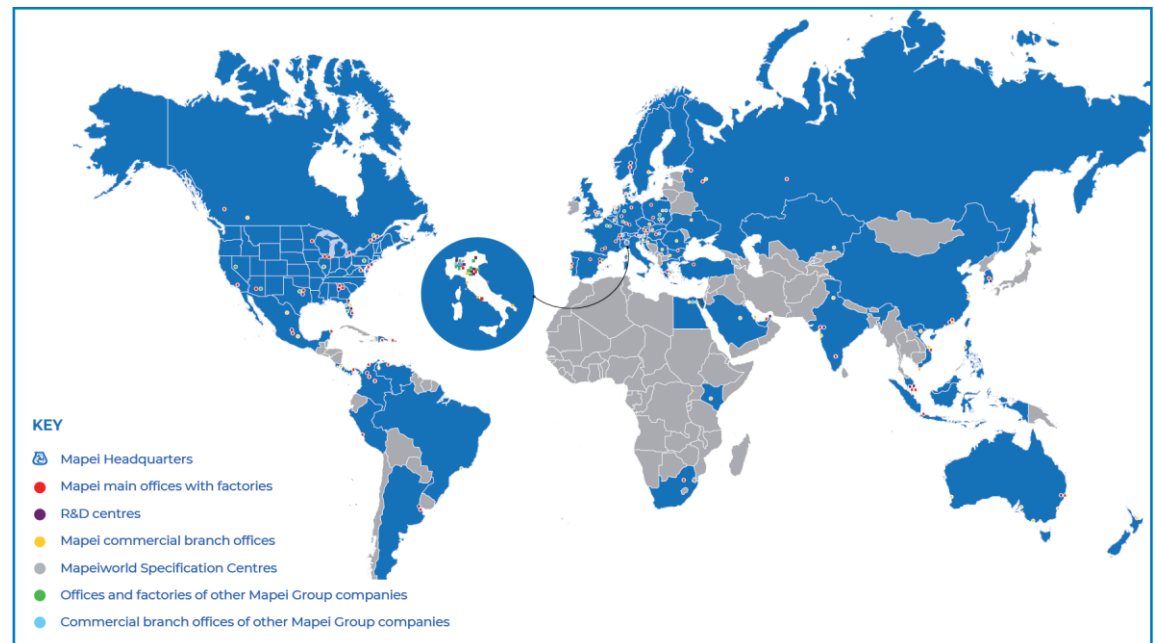 KEY
Mapei Headquarters
Mapei main offices with factories
R&D centres
Mapei commercial branch offices
Mapeiworld Specification Centres
Offices and factories of other Mapei Group companies
Commercial branch offices of other Mapei Group companies